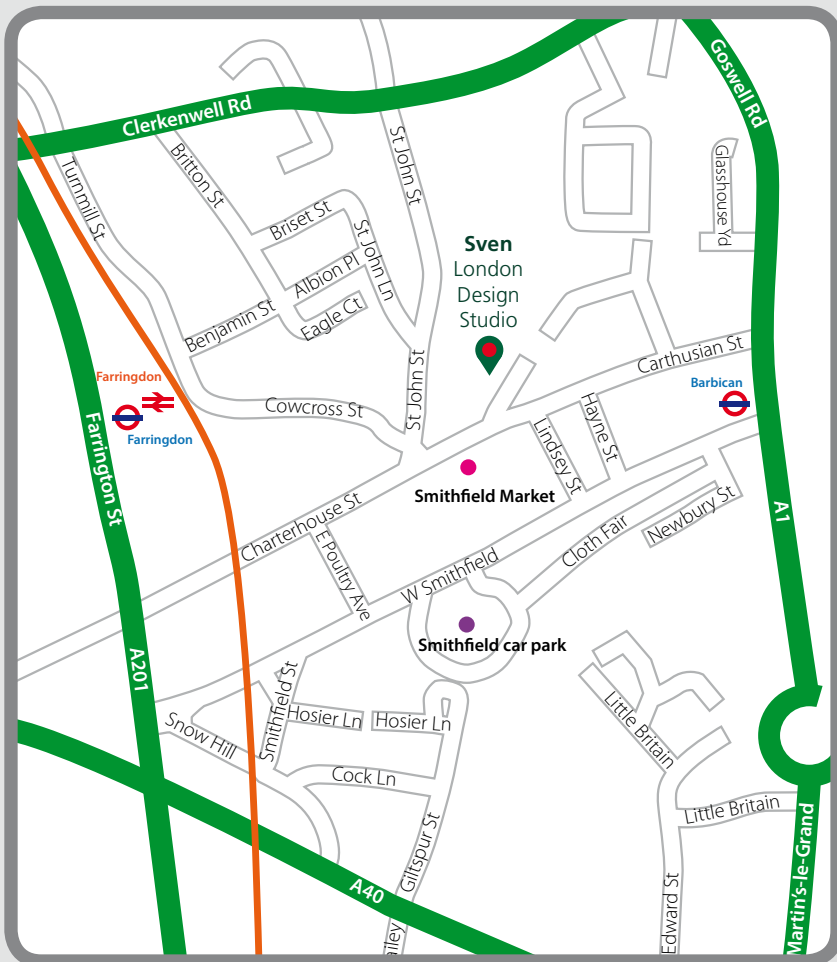 Clerkenwell Rd
Goswell Rd
Turnmill St
Britton St
St John St
Glasshouse Yd
Briset St
St John Ln
Albion Pl
Eagle Ct
Benjamin St
Sven
London
Design
Studio
St John St
Carthusian St
Farringdon
Farringdon
Barbican
Cowcross St
Hayne St
Lindsey St
Farrington St
Smithfield Market
A1
Charterhouse St
E Poultry Ave
W Smithfield
Cloth Fair
Newbury St
Smithfield car park
A201
Smithfield St
Snow Hill
Hosier Ln
Hosier Ln
Cock Ln
Little Britain
Little Britain
Giltspur St
A40
ailey
Edward St
Martin's-le-Grand